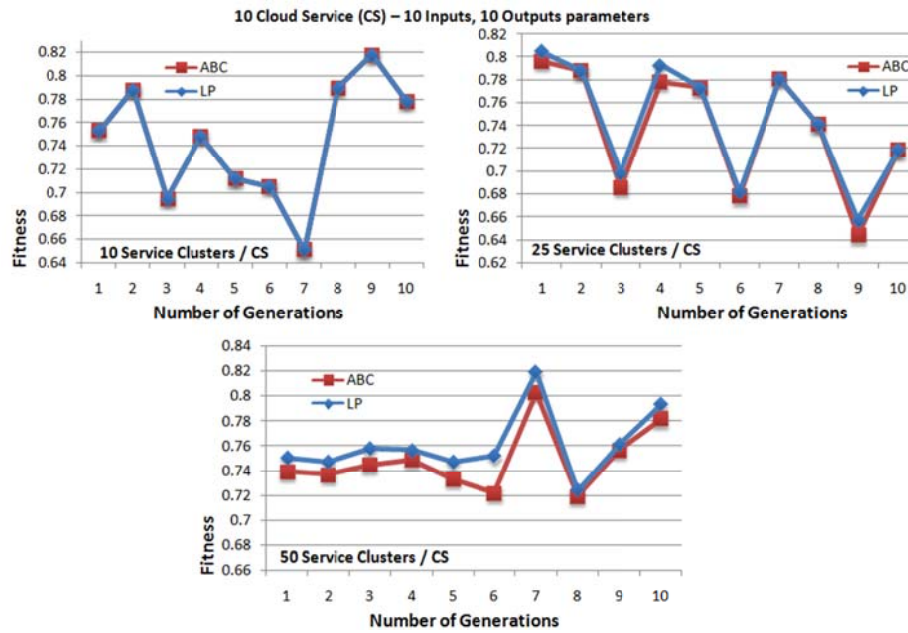 10 Cloud Service (CS) – 10 Inputs, 10 Outputs parameters
0.82
0.8
0.78
0.76
0.74
0.72
0.7
0.68
0.66
0.64
Fitness
ABC
LP
10 Service Clusters / CS
1 2 3 4 5 6 7 8 9 10
Number of Generations
0.82
0.8
0.78
0.76
0.74
0.72
0.7
0.68
0.66
0.64
0.62
Fitness
ABC
LP
25 Service Clusters / CS
1 2 3 4 5 6 7 8 9 10
Number of Generations
0.84
0.82
0.8
0.78
0.76
0.74
0.72
0.7
0.68
0.66
Fitness
ABC
LP
50 Service Clusters / CS
1 2 3 4 5 6 7 8 9 10
Number of Generations